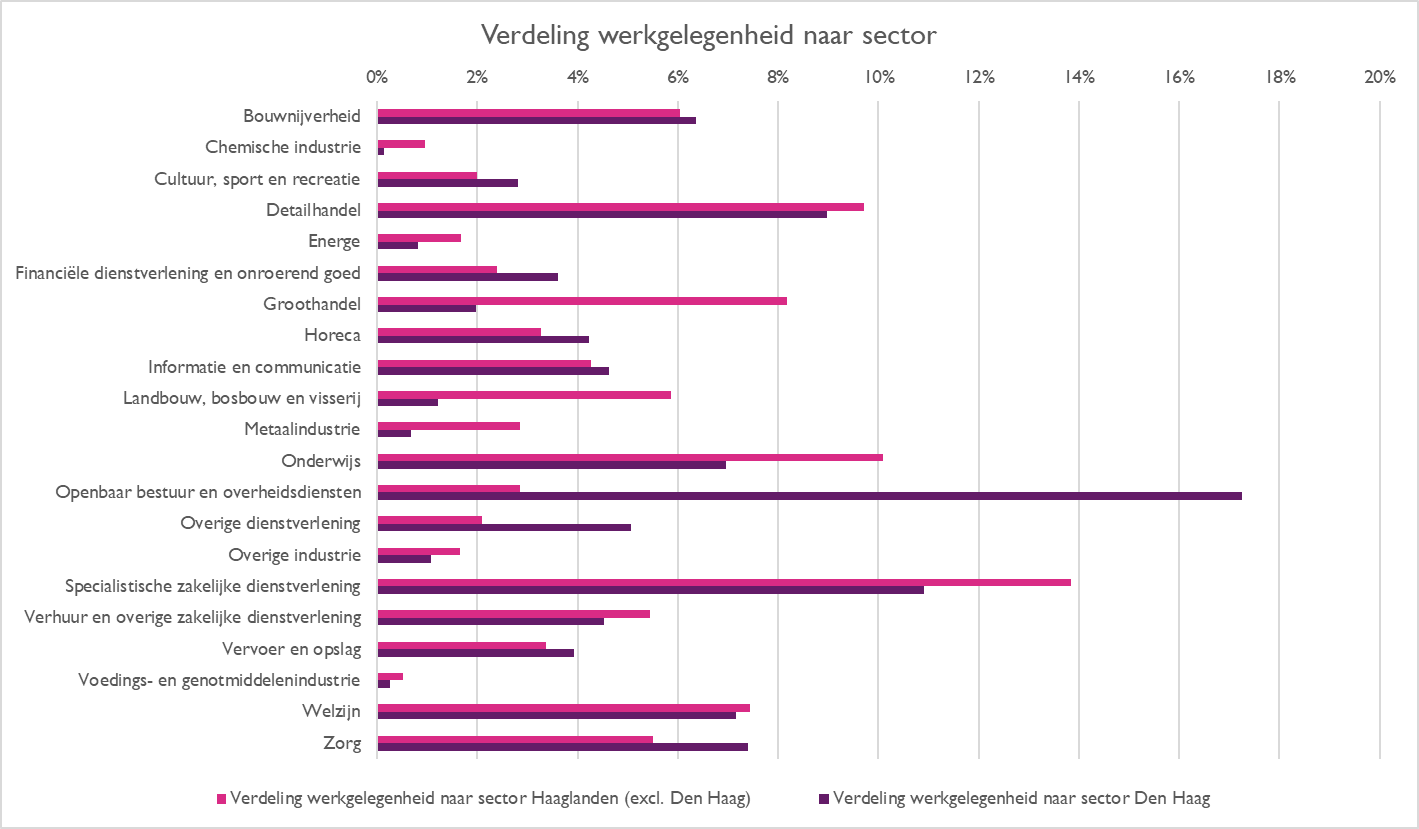 Verdeling werkgelegenheid naar sector
0% 2% 4% 6% 8% 10% 12% 14% 16% 18% 20%
Bouwnijverheid
Chemische industrie
Cultuur, sport en recreatie
Detailhandel
Energe
Financiële dienstverlening en onroerend goed
Groothandel
Horeca
Informatie en communicatie
Landbouw, bosbouw en visserij
Metaalindustrie
Onderwijs
Openbaar bestuur en overheidsdiensten
Overige dienstverlening
Overige industrie
Specialistische zakelijke dienstverlening
Verhuur en overige zakelijke dienstverlening
Vervoer en opslag
Voedings- en genotmiddelenindustrie
Welzijn
Zorg
Verdeling werkgelegenheid naar sector Haaglanden (excl. Den Haag) Verdeling werkgelegenheid naar sector Den Haag